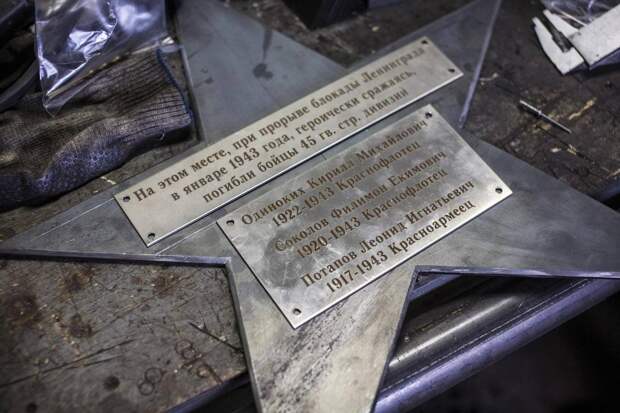 На этом месте, при прорыве блокады Ленинграда
в январе 1943 года, героически сражаясь,
погибли бойцы 45 гв. стр. дивизий
Одиноких Кирилл Михайлович
1922-1943 Краснофлотец
Соколов Филимон Екимович
1920-1943 Краснофлотец
Потапов Леонид Игнатьевич
1917-1943 Красноармеец